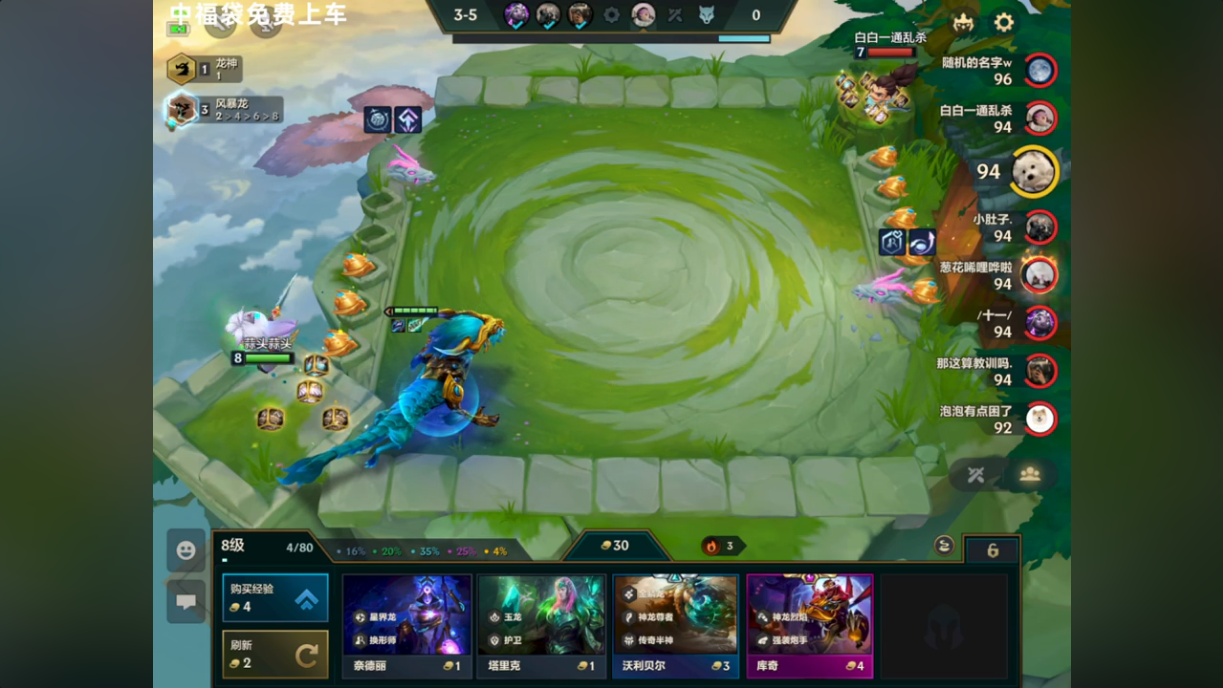 中福袋免费上车
3-5
0
白白一通乱杀
7
1
龙神
1
3
风暴龙
2>4>6>8
随机的名字w
96
白白一通乱杀
94
94
小肚子.
94
葱花唏哩哗啦
94
/十一/
94
那这算教训吗.
94
泡泡有点困了
92
蒜头蒜头
8
8级
4/80
16%
20%
35%
25%
4%
30
3
6
购买经验
4
刷新
2
星界龙
换形师
奈德丽
1
玉龙
护卫
塔里克
1
神龙尊者
传奇半神
沃利贝尔
3
神龙烈焰
强袭炮手
库奇
4